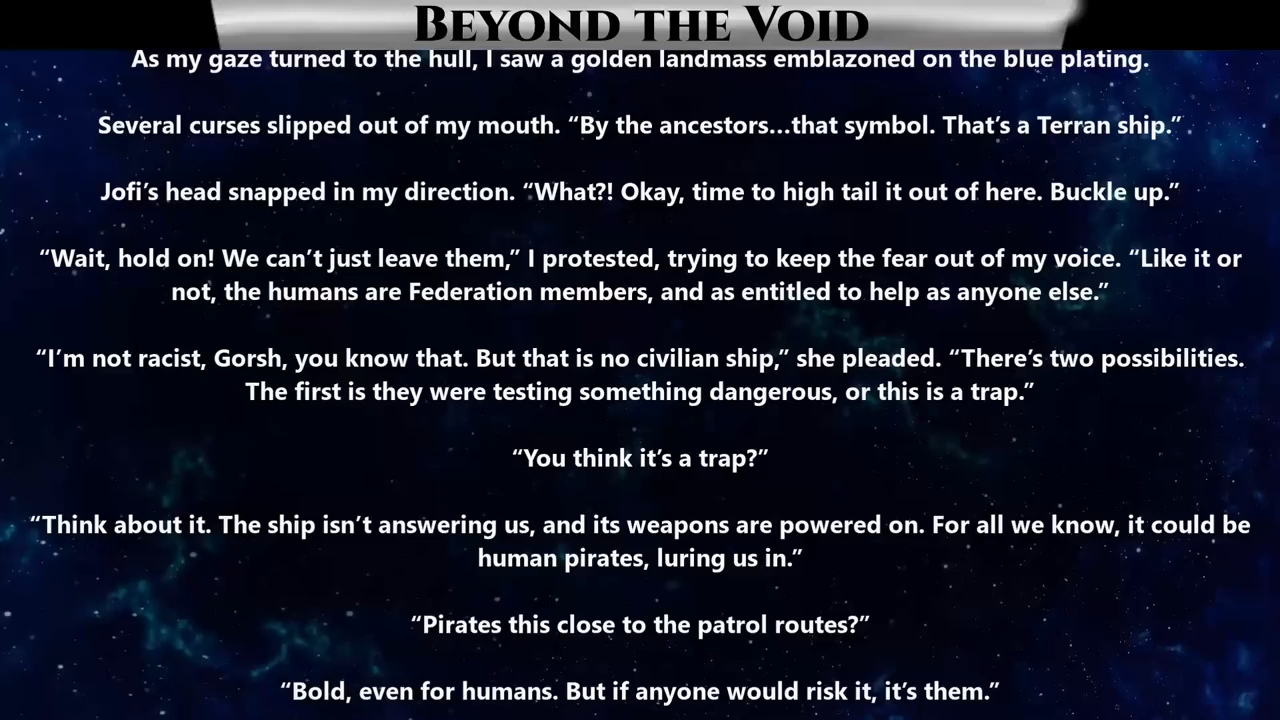 BEYOND THE VOID
As my gaze turned to the hull, I saw a golden landmass emblazoned on the blue plating.
Several curses slipped out of my mouth. “By the ancestors…that symbol. That’s a Terran ship.”
Jofi’s head snapped in my direction. “What?! Okay, time to high tail it out of here. Buckle up.”
“Wait, hold on! We can’t just leave them,” I protested, trying to keep the fear out of my voice. “Like it or
not, the humans are Federation members, and as entitled to help as anyone else.”
“I’m not racist, Gorsh, you know that. But that is no civilian ship,” she pleaded. “There’s two possibilities.
The first is they were testing something dangerous, or this is a trap.”
“You think it’s a trap?”
“Think about it. The ship isn’t answering us, and its weapons are powered on. For all we know, it could be
human pirates, luring us in.”
“Pirates this close to the patrol routes?”
“Bold, even for humans. But if anyone would risk it, it’s them.”